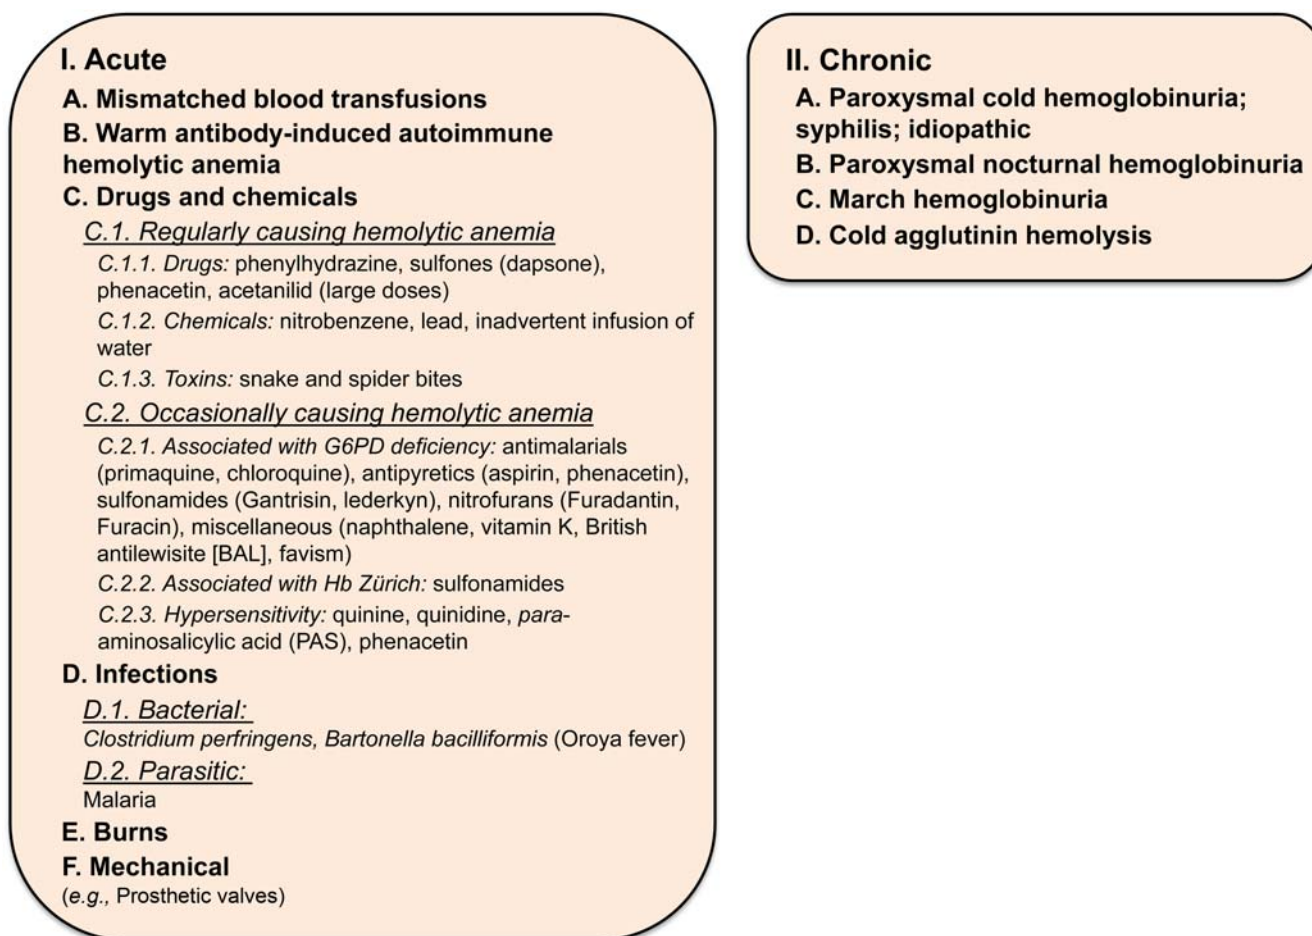 I. Acute
A. Mismatched blood transfusions
B. Warm antibody-induced autoimmune
hemolytic anemia
C. Drugs and chemicals
C.1. Regularly causing hemolytic anemia
C.1.1. Drugs: phenylhydrazine, sulfones (dapsone),
phenacetin, acetanilid (large doses)
C.1.2. Chemicals: nitrobenzene, lead, inadvertent infusion of
water
C.1.3. Toxins: snake and spider bites
C.2. Occasionally causing hemolytic anemia
C.2.1. Associated with G6PD deficiency: antimalarials
(primaquine, chloroquine), antipyretics (aspirin, phenacetin),
sulfonamides (Gantrisin, lederkyn), nitrofurans (Furadantin,
Furacin), miscellaneous (naphthalene, vitamin K, British
antilewisite [BAL], favism)
C.2.2. Associated with Hb Zürich: sulfonamides
C.2.3. Hypersensitivity: quinine, quinidine, para-
aminosalicylic acid (PAS), phenacetin
D. Infections
D.1. Bacterial:
Clostridium perfringens, Bartonella bacilliformis (Oroya fever)
D.2. Parasitic:
Malaria
E. Burns
F. Mechanical
(e.g., Prosthetic valves)
II. Chronic
A. Paroxysmal cold hemoglobinuria;
syphilis; idiopathic
B. Paroxysmal nocturnal hemoglobinuria
C. March hemoglobinuria
D. Cold agglutinin hemolysis